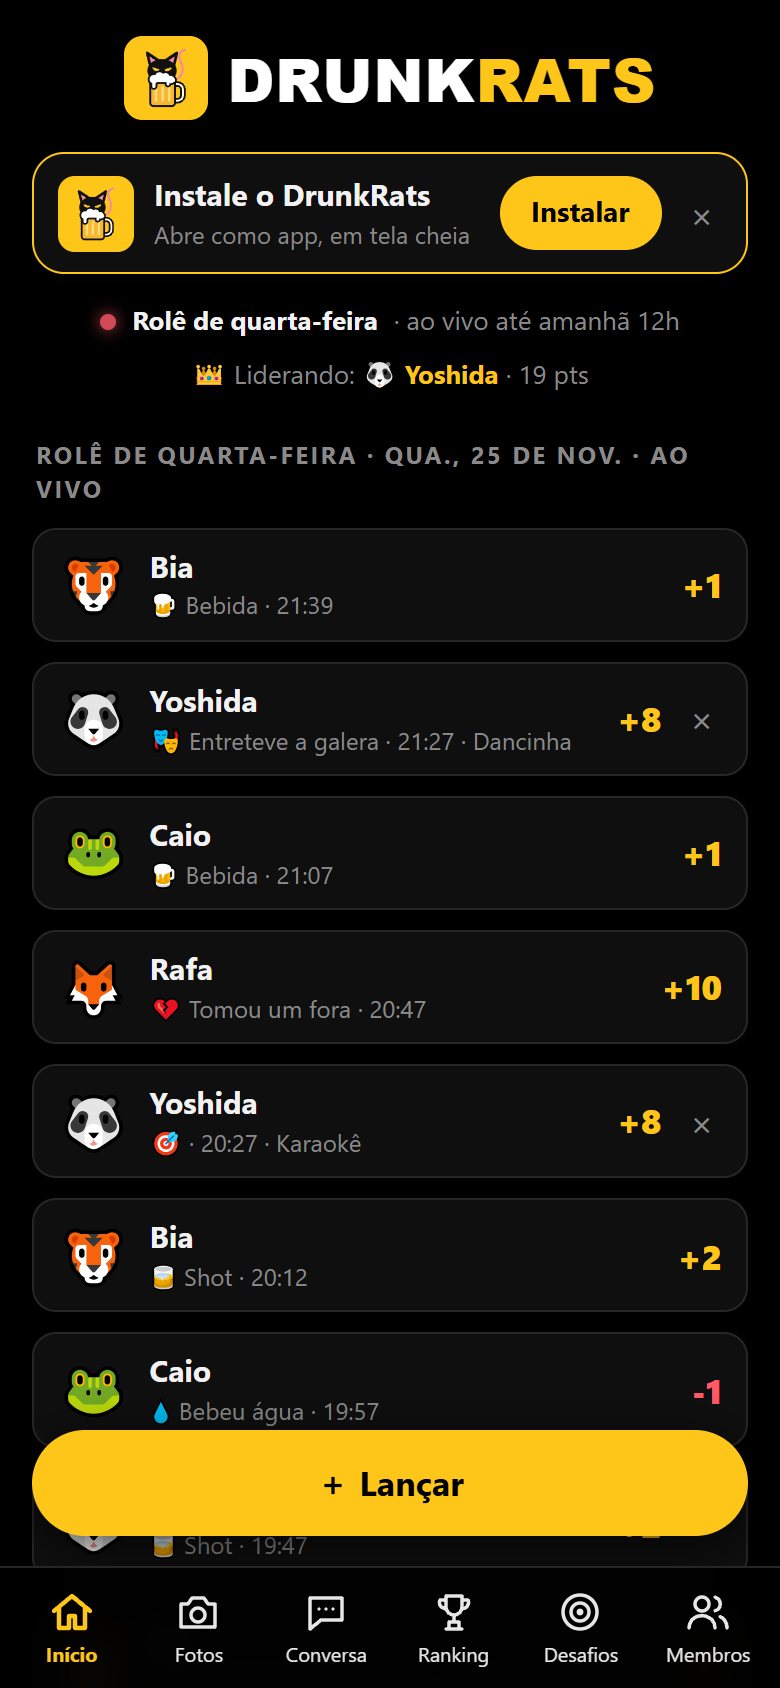 DRUNKRATS
Instale o DrunkRats
Abre como app, em tela cheia
Instalar
×
Rolê de quarta-feira · ao vivo até amanhã 12h
Liderando: Yoshida · 19 pts
ROLÊ DE QUARTA-FEIRA · QUA., 25 DE NOV. · AO
VIVO
Bia
Bebida · 21:39
+1
Yoshida
Entreteve a galera · 21:27 · Dancinha
+8 ×
Caio
Bebida · 21:07
+1
Rafa
Tomou um fora · 20:47
+10
Yoshida
· 20:27 · Karaokê
+8 ×
Bia
Shot · 20:12
+2
Caio
Bebeu água · 19:57
-1
+ Lançar
Shot · 19:47
Início
Fotos
Conversa
Ranking
Desafios
Membros